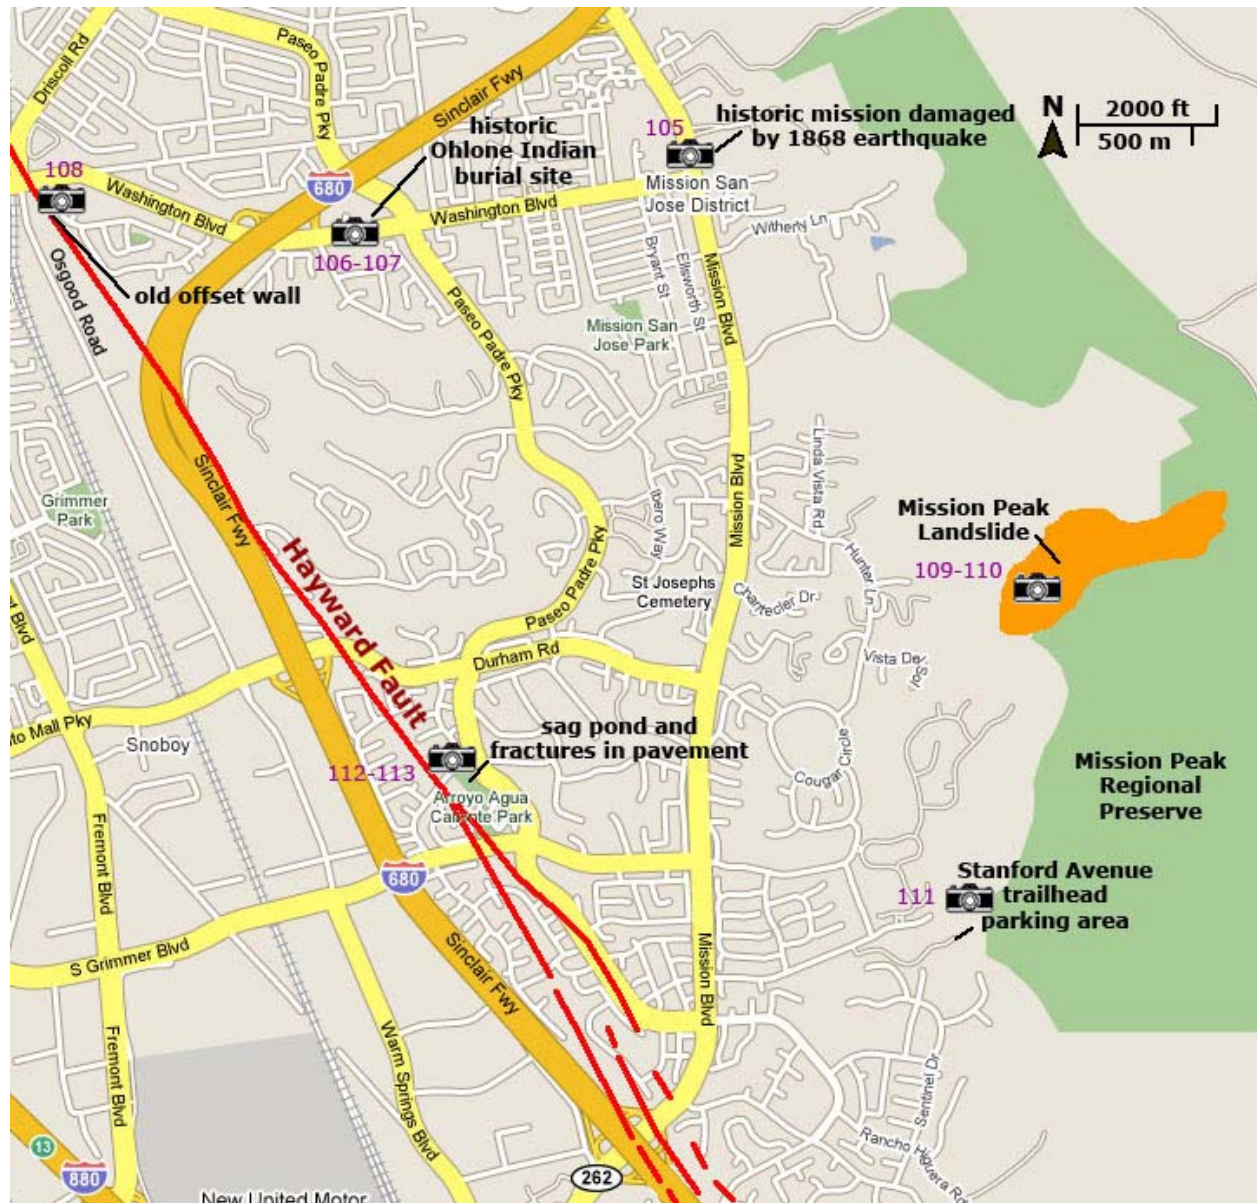 Driscoll Rd
Paseo Padre Pky
Sinclair Fwy
historic
Ohlone Indian
burial site
105
historic mission damaged
by 1868 earthquake
N
2000 ft
500 m
108
680
Washington Blvd
Washington Blvd
Mission San
Jose District
Witherly Ln
106-107
old offset wall
Osgood Road
Bryant St
Ellsworth St
Mission Blvd
Paseo Padre Pky
Mission San
Jose Park
Sinclair Fwy
Grimmer
Park
Linda Vista Rd
Mission Blvd
Ibero Way
Paseo Padre Pky
Mission Peak
Landslide
109-110
Hunter Ln
Hayward Fault
St Josephs
Cemetery
Chantecler Dr
Durham Rd
Vista Del
Sol
to Mall Pky
Snoboy
sag pond and
fractures in pavement
112-113
Arroyo Agua
Caliente Park
Cougar Circle
Mission Peak
Regional
Preserve
Fremont Blvd
680
Stanford Avenue
trailhead
parking area
111
S Grimmer Blvd
Sinclair Fwy
Mission Blvd
Fremont Blvd
Warm Springs Blvd
Sentinel Dr
Rancho Higuera Rd
13
880
262
New United Motor